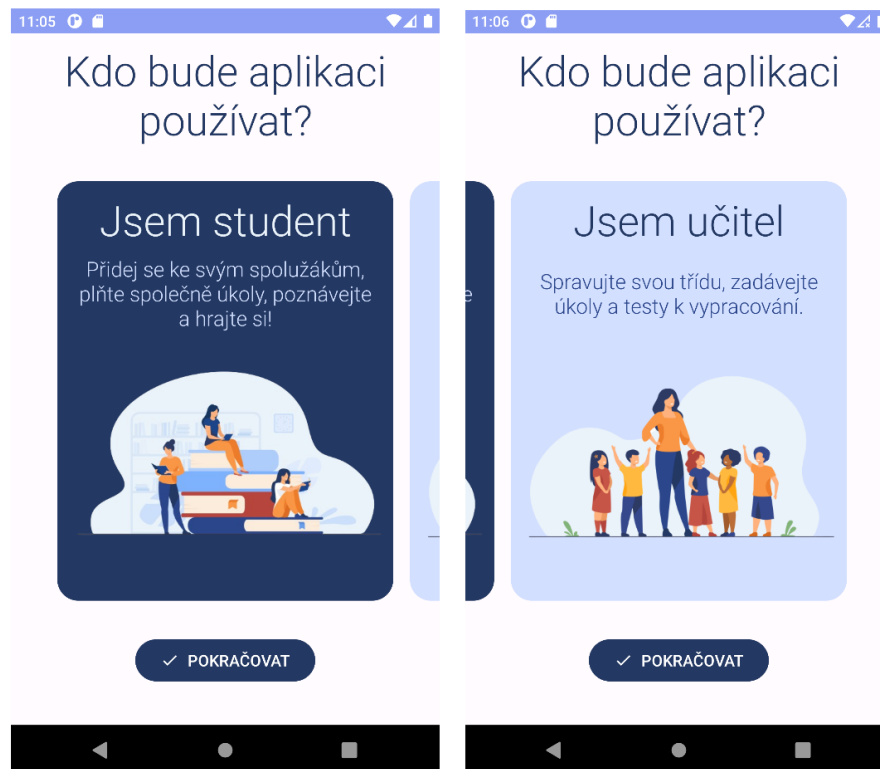 11:05
Kdo bude aplikaci
používat?
Jsem student
Přidej se ke svým spolužákům,
plňte společně úkoly, poznávejte
a hrajte si!
POKRAČOVAT
11:06
Kdo bude aplikaci
používat?
e
Jsem učitel
Spravujte svou třídu, zadávejte
úkoly a testy k vypracování.
POKRAČOVAT